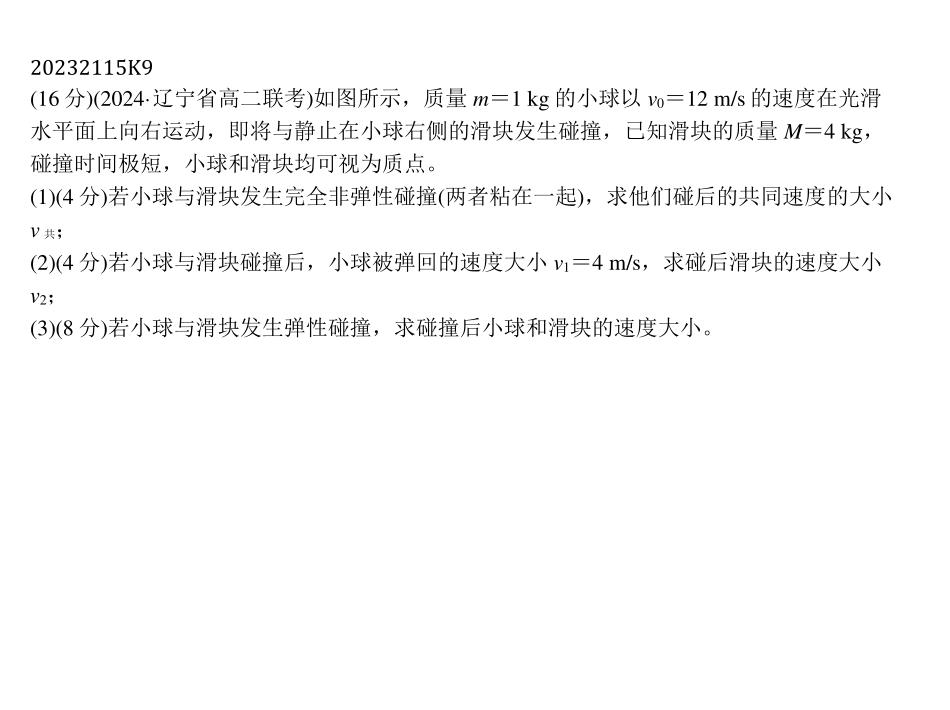 20232115K9
(16 分)(2024·辽宁省高二联考)如图所示，质量 m＝1 kg 的小球以 v0＝12 m/s 的速度在光滑
水平面上向右运动，即将与静止在小球右侧的滑块发生碰撞，已知滑块的质量 M＝4 kg，
碰撞时间极短，小球和滑块均可视为质点。
(1)(4 分)若小球与滑块发生完全非弹性碰撞(两者粘在一起)，求他们碰后的共同速度的大小
v 共；
(2)(4 分)若小球与滑块碰撞后，小球被弹回的速度大小 v1＝4 m/s，求碰后滑块的速度大小
v2；
(3)(8 分)若小球与滑块发生弹性碰撞，求碰撞后小球和滑块的速度大小。